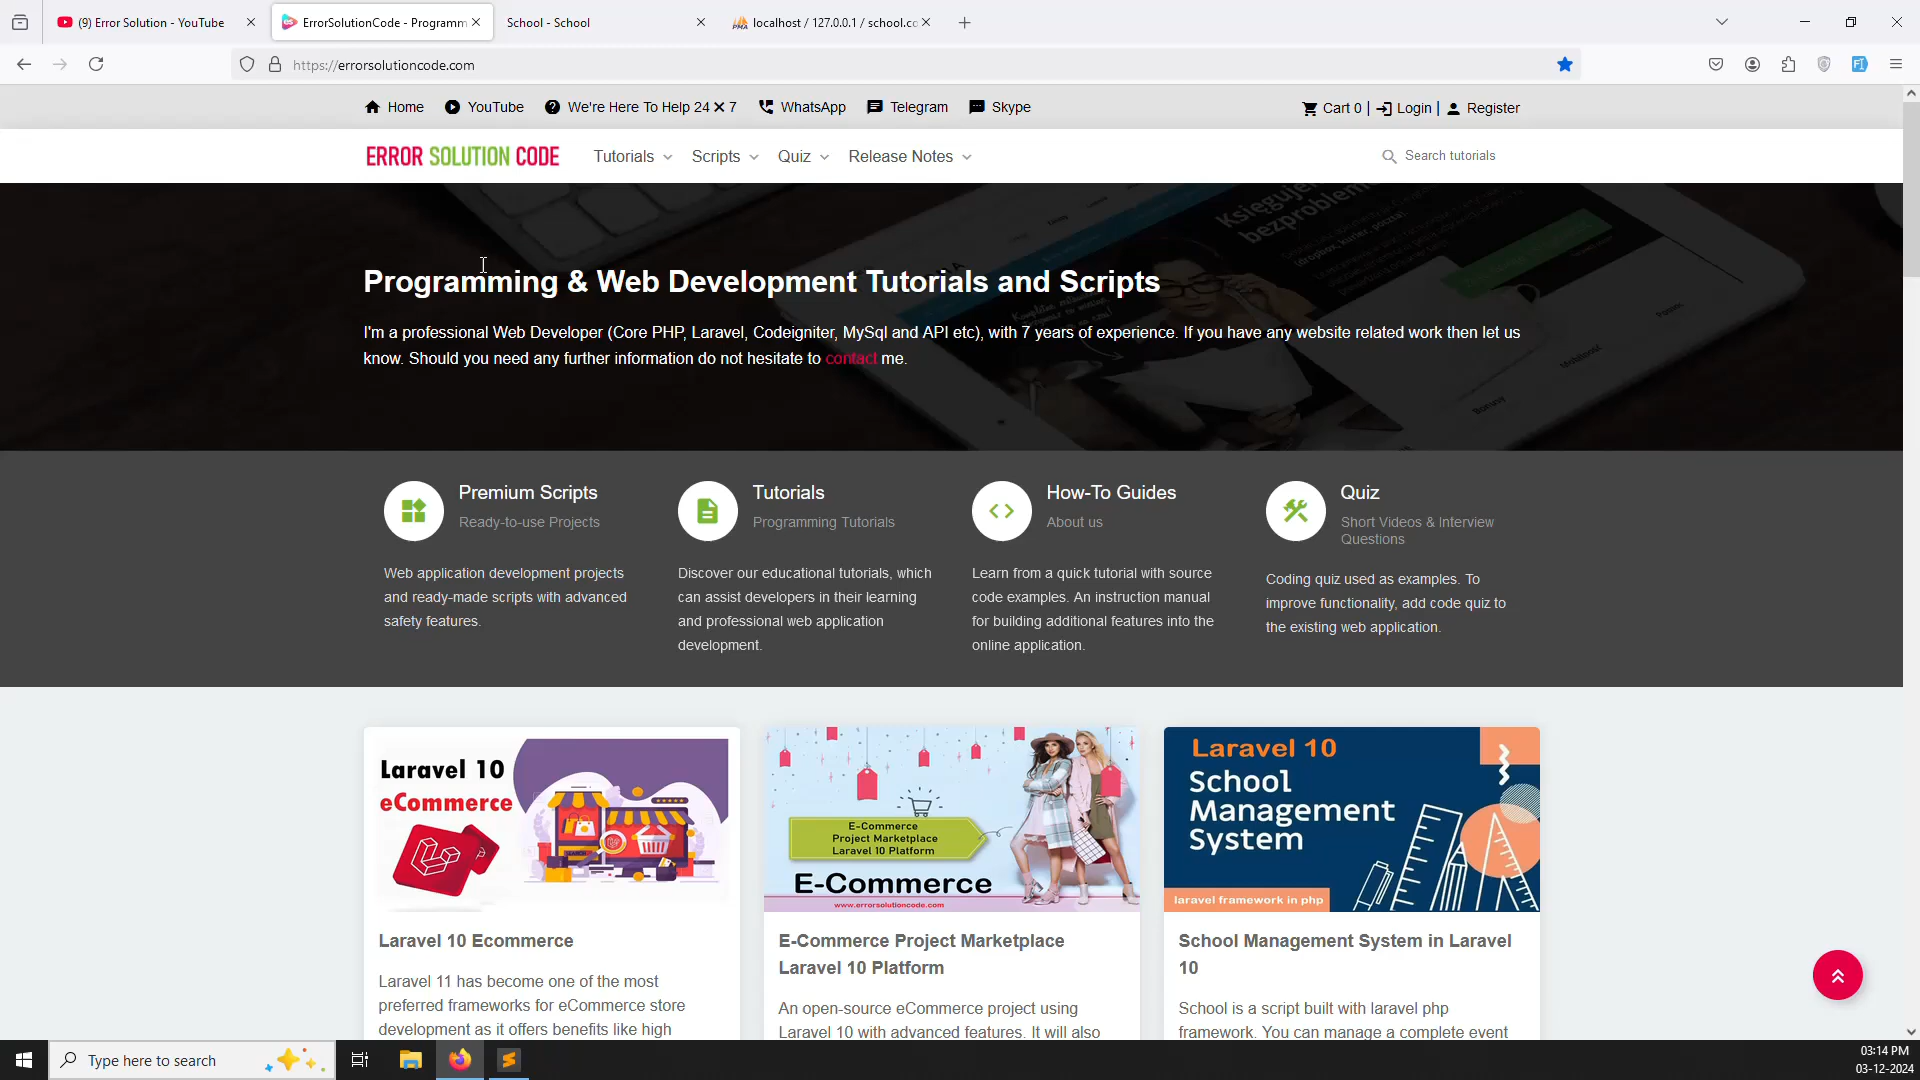 (9) Error Solution - YouTube
ErrorSolutionCode - Programm
School - School
localhost / 127.0.0.1 / school.co
https://errorsolutioncode.com
Home
YouTube
We're Here To Help 24 × 7
WhatsApp
Telegram
Skype
Cart 0 |
Login |
Register
ERROR SOLUTION CODE
Tutorials
Scripts
Quiz
Release Notes
Search tutorials
Księguje
bezproblem
Programming & Web Development Tutorials and Scripts
I'm a professional Web Developer (Core PHP, Laravel, Codeigniter, MySql and API etc), with 7 years of experience. If you have any website related work then let us
know. Should you need any further information do not hesitate to contact me.
Premium Scripts
Ready-to-use Projects
Web application development projects
and ready-made scripts with advanced
safety features.
Tutorials
Programming Tutorials
Discover our educational tutorials, which
can assist developers in their learning
and professional web application
development.
How-To Guides
About us
Learn from a quick tutorial with source
code examples. An instruction manual
for building additional features into the
online application.
Quiz
Short Videos & Interview
Questions
Coding quiz used as examples. To
improve functionality, add code quiz to
the existing web application.
Laravel 10
eCommerce
Laravel 10 Ecommerce
Laravel 11 has become one of the most
preferred frameworks for eCommerce store
development as it offers benefits like high
E-Commerce
Project Marketplace
Laravel 10 Platform
E-Commerce
www.errorsolutioncode.com
E-Commerce Project Marketplace
Laravel 10 Platform
An open-source eCommerce project using
Laravel 10 with advanced features. It will also
Laravel 10
School
Management
System
laravel framework in php
School Management System in Laravel
10
School is a script built with laravel php
framework. You can manage a complete event
Type here to search
03:14 PM
03-12-2024